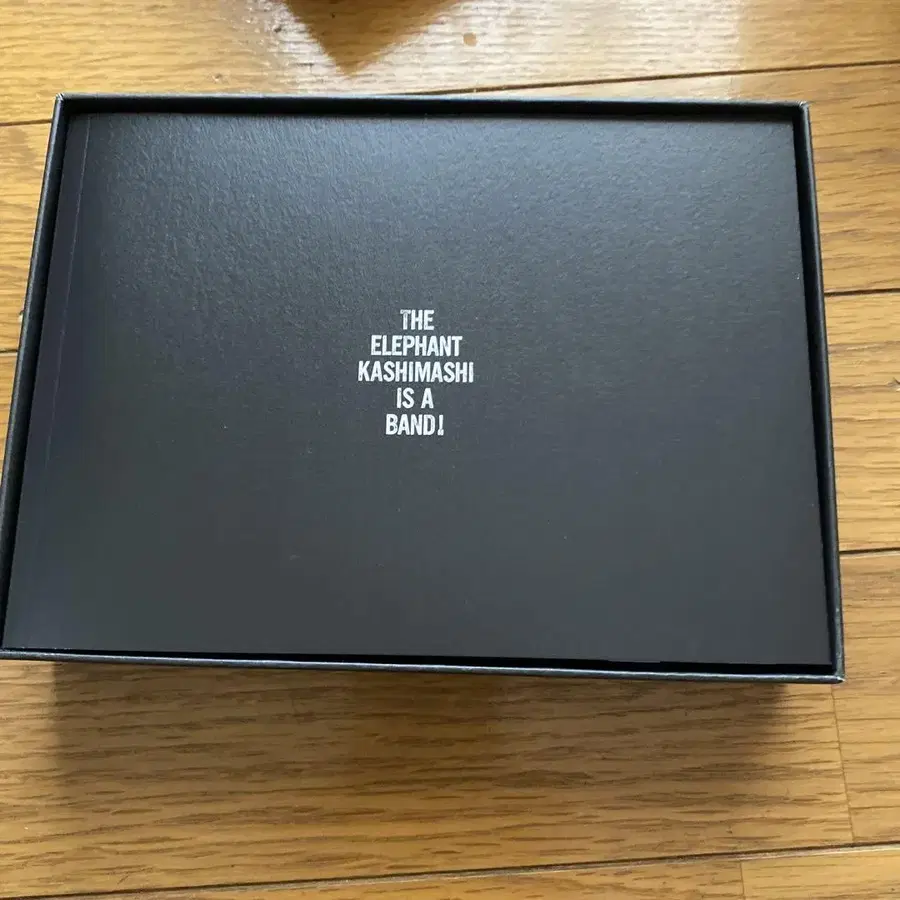 THE
ELEPHANT
KASHIMASHI
IS A
BAND!